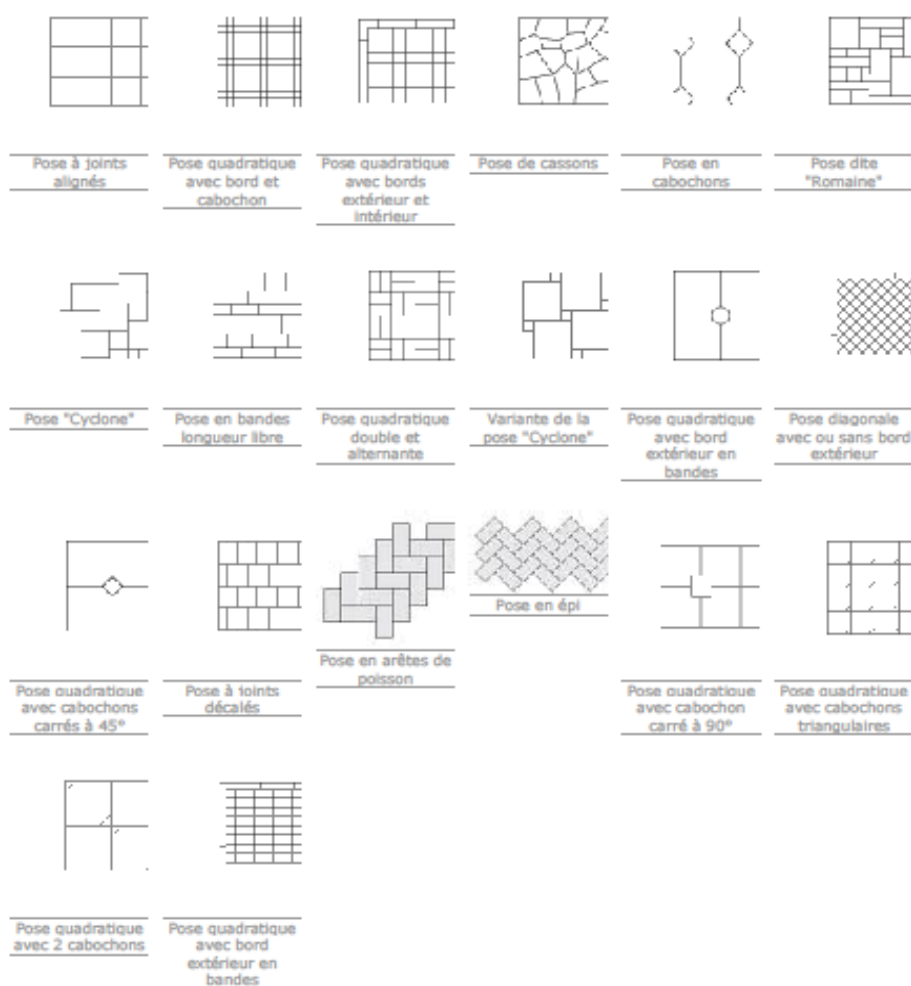 Pose à joints
alignés
Pose quadratique
avec bord et
cabochon
Pose quadratique
avec bords
extérieur et
intérieur
Pose de cassons
Pose en
cabochons
Pose dite
"Romaine"
Pose "Cyclone"
Pose en bandes
longueur libre
Pose quadratique
double et
alternante
Variante de la
pose "Cyclone"
Pose quadratique
avec bord
extérieur en
bandes
Pose diagonale
avec ou sans bord
extérieur
Pose quadratique
avec cabochons
carrés à 45°
Pose à joints
décalés
Pose en arêtes de
poisson
Pose en épi
Pose quadratique
avec cabochon
carré à 90°
Pose quadratique
avec cabochons
triangulaires
Pose quadratique
avec 2 cabochons
Pose quadratique
avec bord
extérieur en
bandes